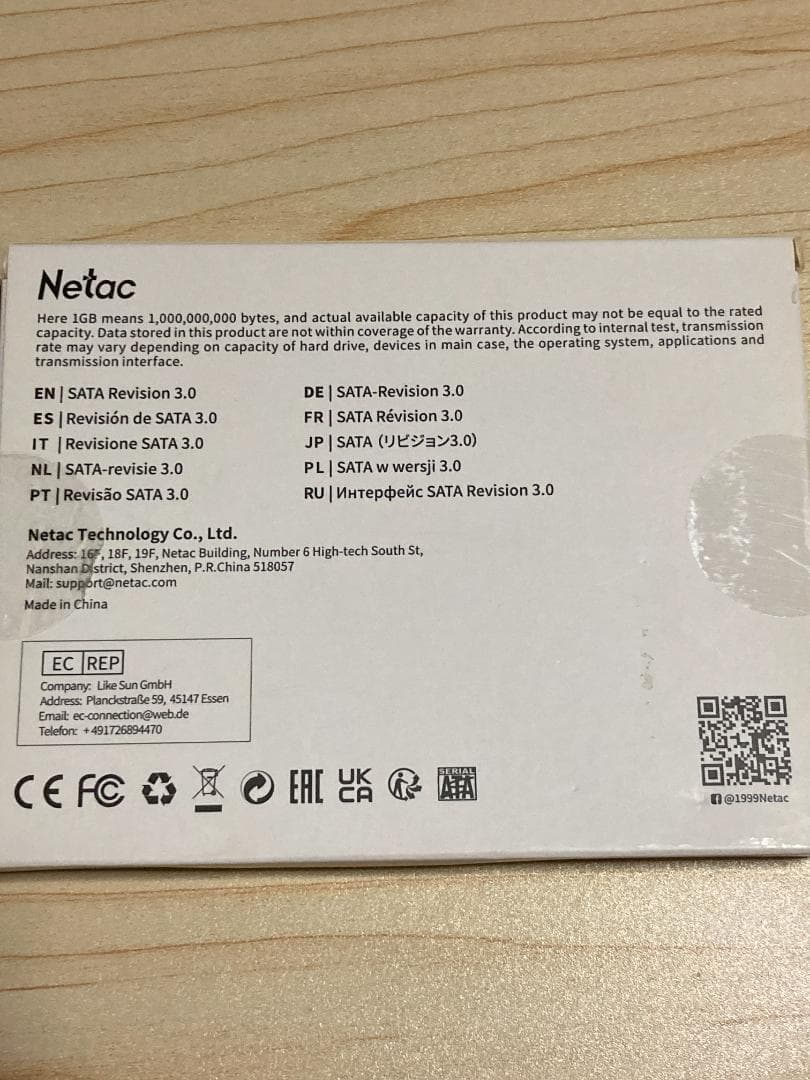 Netac
Here 1GB means 1,000,000,000 bytes, and actual available capacity of this product may not be equal to the rated
capacity. Data stored in this product are not within coverage of the warranty. According to internal test, transmission
rate may vary depending on capacity of hard drive, devices in main case, the operating system, applications and
transmission interface.
EN | SATA Revision 3.0
ES | Revisión de SATA 3.0
IT | Revisione SATA 3.0
NL | SATA-revisie 3.0
PT | Revisão SATA 3.0
DE | SATA-Revision 3.0
FR | SATA Révision 3.0
JP | SATA (リビジョン3.0)
PL | SATA w wersji 3.0
RU | Интерфейс SATA Revision 3.0
Netac Technology Co., Ltd.
Address: 16F, 18F, 19F, Netac Building, Number 6 High-tech South St,
Nanshan District, Shenzhen, P.R.China 518057
Mail: support@netac.com
Made in China
EC REP
Company: Like Sun GmbH
Address: Planckstraße 59, 45147 Essen
Email: ec-connection@web.de
Telefon: +491726894470
CE FC EAC UK
CA SERIAL
ATA
@1999Netac